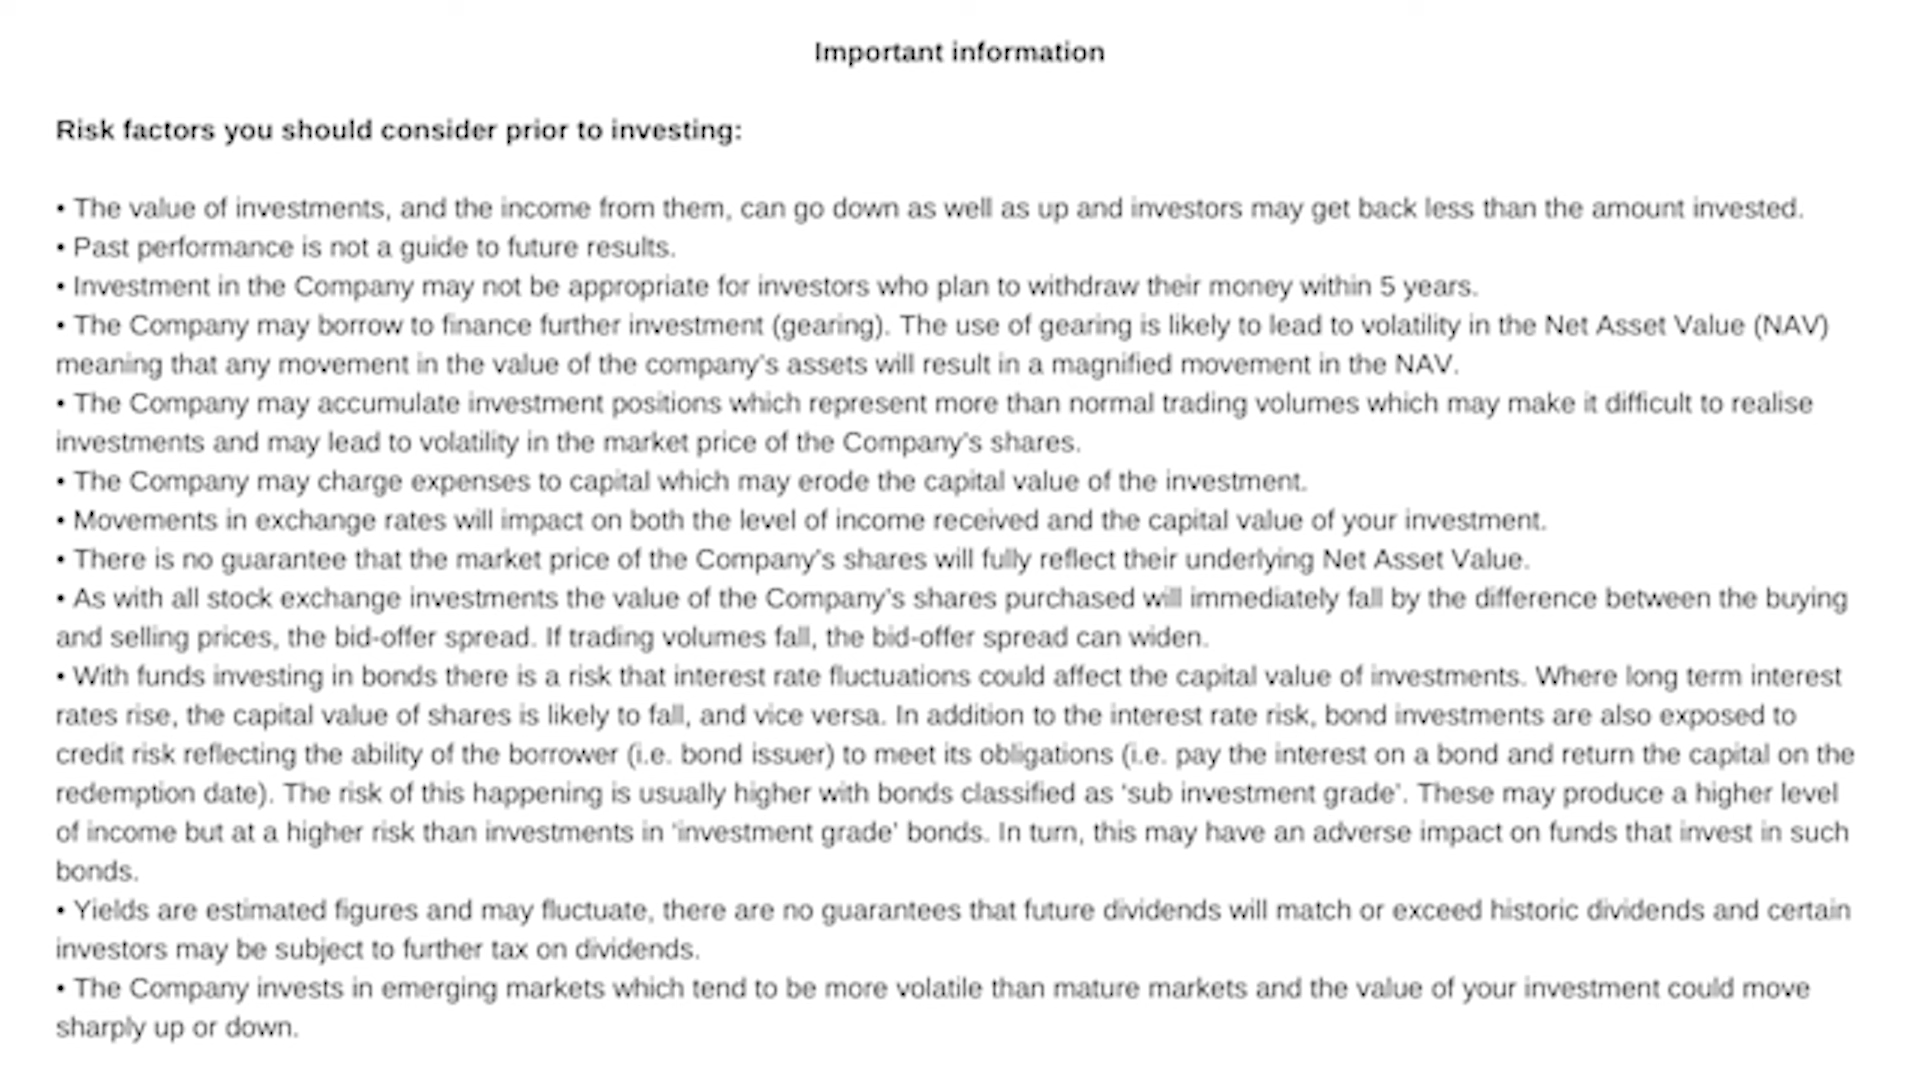 Important information
Risk factors you should consider prior to investing:
• The value of investments, and the income from them, can go down as well as up and investors may get back less than the amount invested.
• Past performance is not a guide to future results.
• Investment in the Company may not be appropriate for investors who plan to withdraw their money within 5 years.
• The Company may borrow to finance further investment (gearing). The use of gearing is likely to lead to volatility in the Net Asset Value (NAV)
meaning that any movement in the value of the company's assets will result in a magnified movement in the NAV.
• The Company may accumulate investment positions which represent more than normal trading volumes which may make it difficult to realise
investments and may lead to volatility in the market price of the Company's shares.
• The Company may charge expenses to capital which may erode the capital value of the investment.
• Movements in exchange rates will impact on both the level of income received and the capital value of your investment.
• There is no guarantee that the market price of the Company's shares will fully reflect their underlying Net Asset Value.
• As with all stock exchange investments the value of the Company's shares purchased will immediately fall by the difference between the buying
and selling prices, the bid-offer spread. If trading volumes fall, the bid-offer spread can widen.
• With funds investing in bonds there is a risk that interest rate fluctuations could affect the capital value of investments. Where long term interest
rates rise, the capital value of shares is likely to fall, and vice versa. In addition to the interest rate risk, bond investments are also exposed to
credit risk reflecting the ability of the borrower (i.e. bond issuer) to meet its obligations (i.e. pay the interest on a bond and return the capital on the
redemption date). The risk of this happening is usually higher with bonds classified as 'sub investment grade'. These may produce a higher level
of income but at a higher risk than investments in 'investment grade' bonds. In turn, this may have an adverse impact on funds that invest in such
bonds.
• Yields are estimated figures and may fluctuate, there are no guarantees that future dividends will match or exceed historic dividends and certain
investors may be subject to further tax on dividends.
• The Company invests in emerging markets which tend to be more volatile than mature markets and the value of your investment could move
sharply up or down.